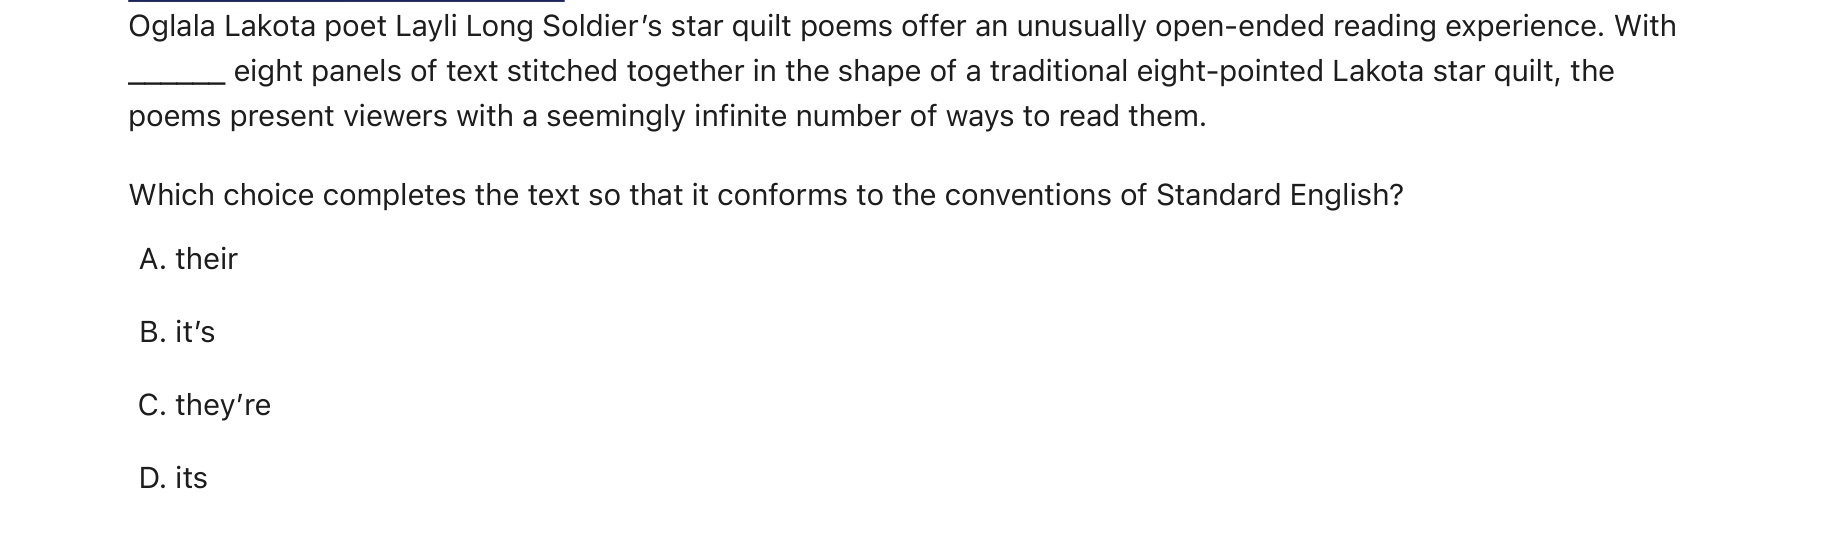 Oglala Lakota poet Layli Long Soldier’s star quilt poems offer an unusually open-ended reading experience. With
______ eight panels of text stitched together in the shape of a traditional eight-pointed Lakota star quilt, the
poems present viewers with a seemingly infinite number of ways to read them.
Which choice completes the text so that it conforms to the conventions of Standard English?
A. their
B. it’s
C. they’re
D. its